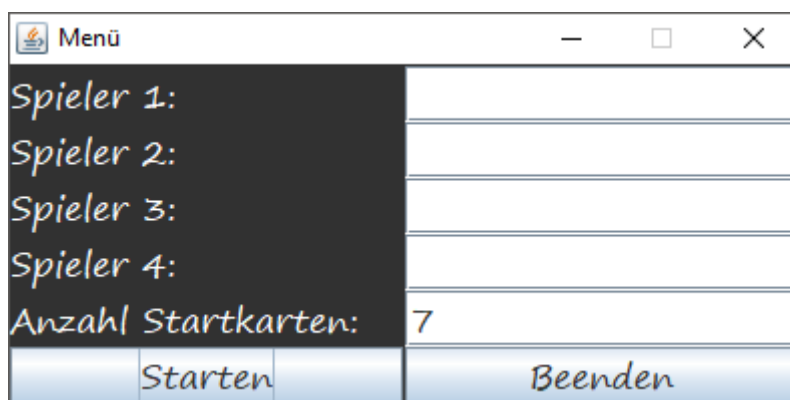 Menü
Spieler 1:
Spieler 2:
Spieler 3:
Spieler 4:
Anzahl Startkarten: 7
Starten Beenden